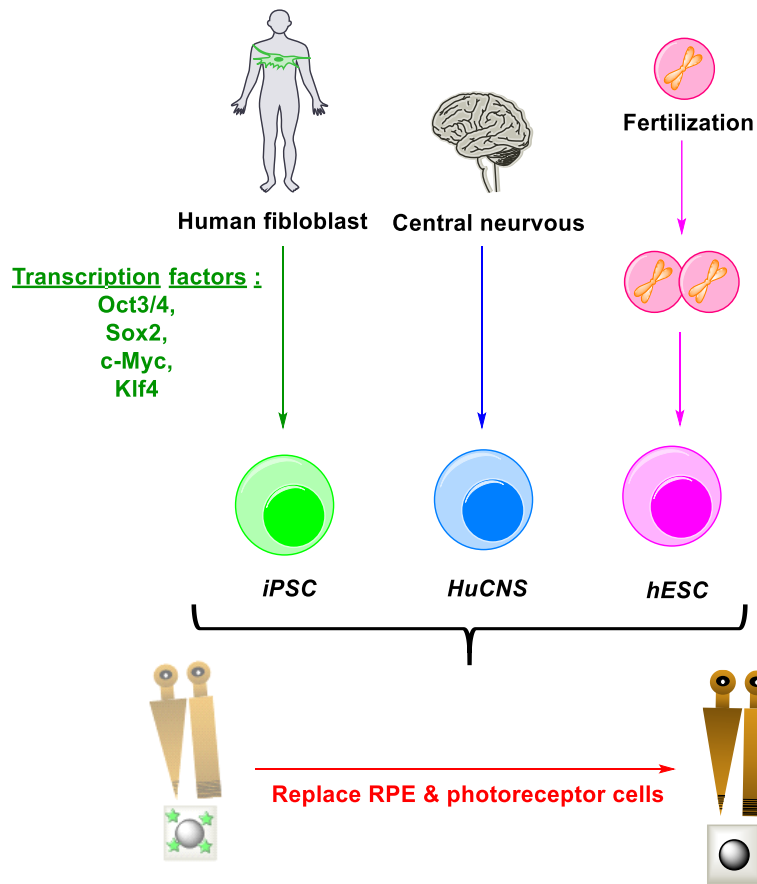 Human fibloblast
Central neurvous
Fertilization
Transcription factors :
Oct3/4,
Sox2,
c-Myc,
Klf4
iPSC
HuCNS
hESC
Replace RPE & photoreceptor cells